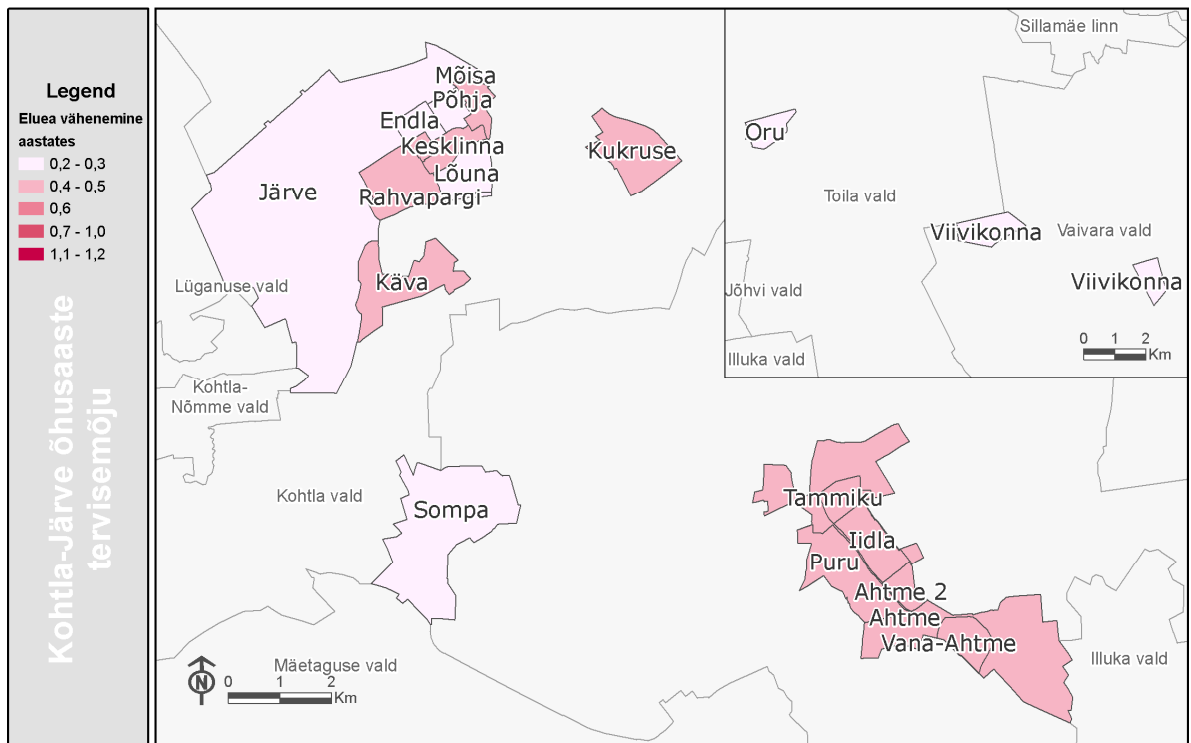 Legend
Eluea vähenemine
aastates
0,2 - 0,3
0,4 - 0,5
0,6
0,7 - 1,0
1,1 - 1,2
Kohtla-Järve õhusaaste
tervisemõju
Mõisa
Põhja
Endla
Kesklinna
Lõuna
Järve
Rahvapargi
Kukruse
Käva
Lüganuse vald
Kohtla-
Nõmme vald
Kohtla vald
Sompa
Mäetaguse vald
N
0 1 2
Km
Sillamäe linn
Oru
Toila vald
Viivikonna
Vaivara vald
Viivikonna
Jõhvi vald
Illuka vald
0 1 2
Km
Tammiku
Iidla
Puru
Ahtme 2
Ahtme
Vana-Ahtme
Illuka vald